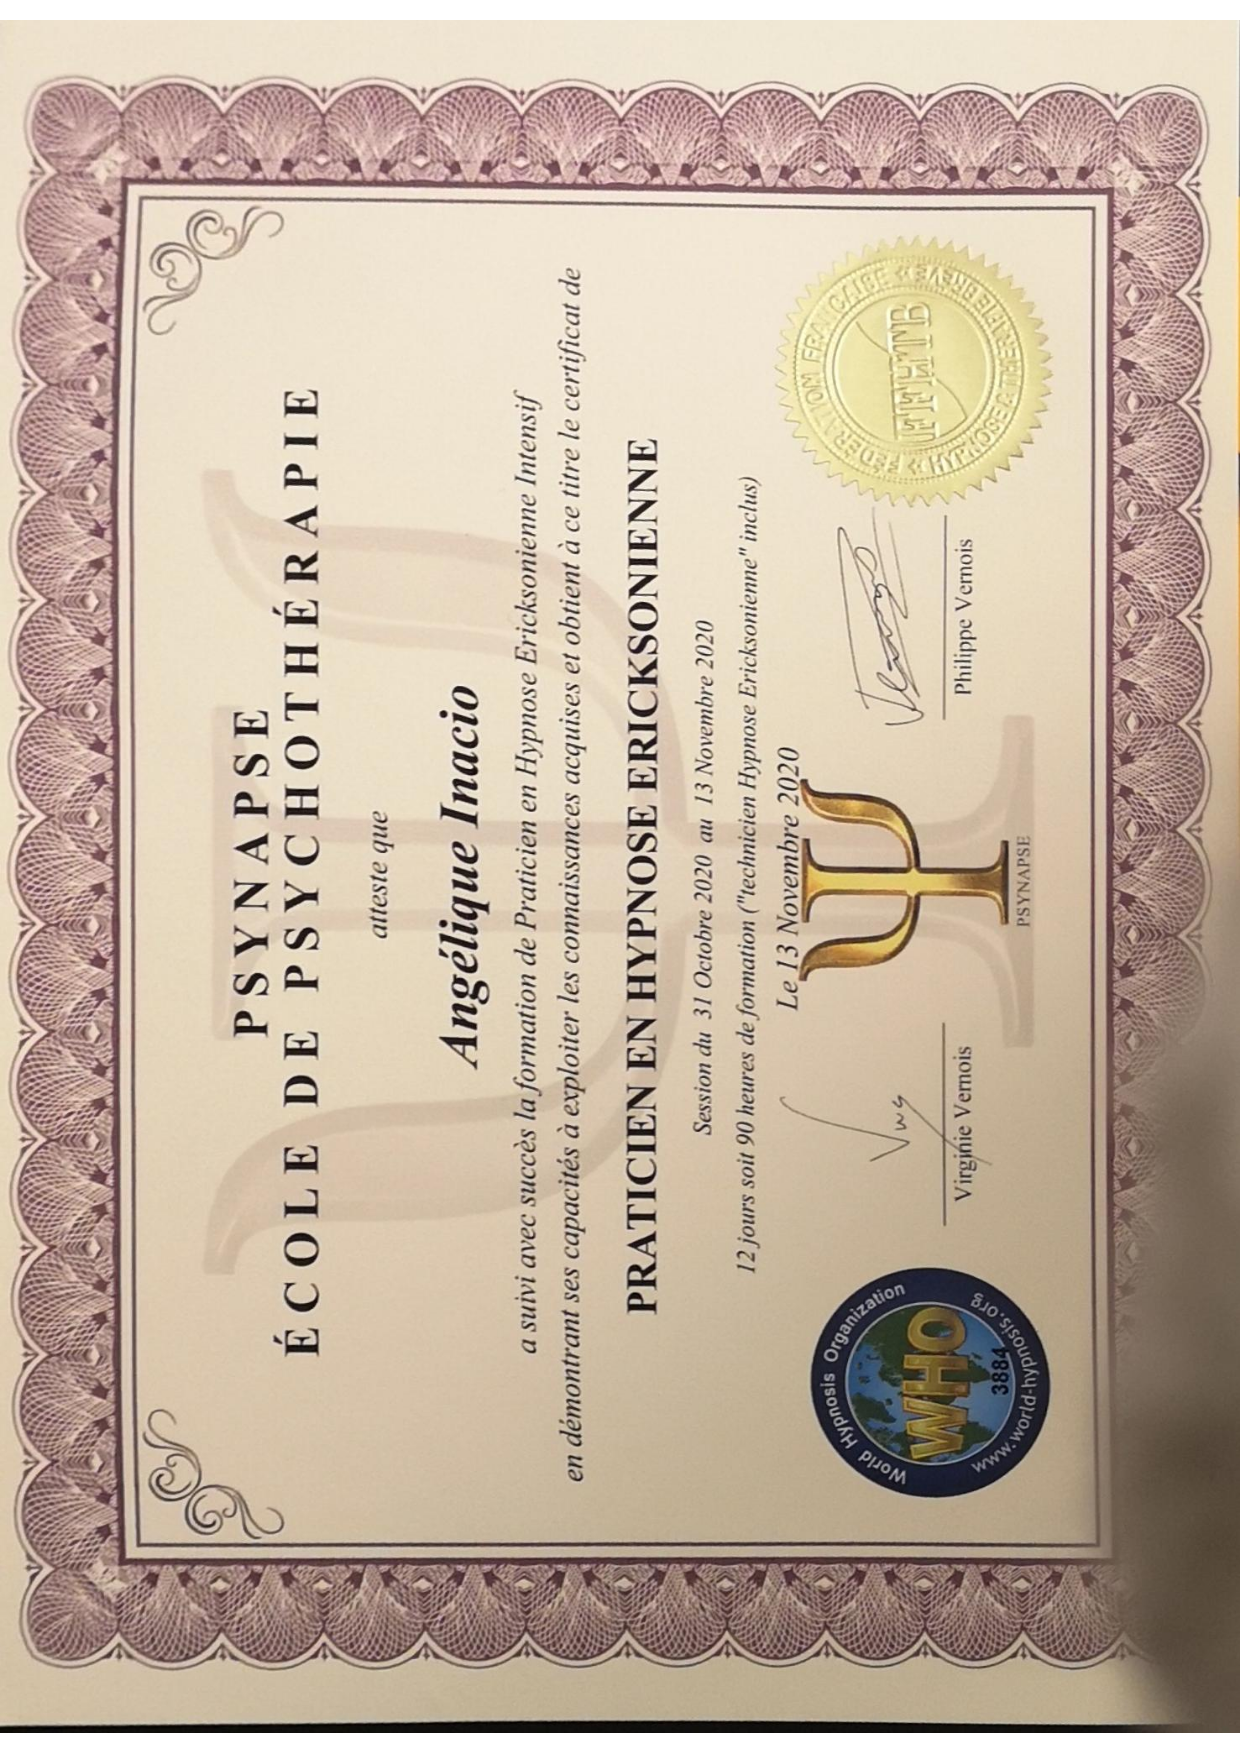 PSYNAPSE
ÉCOLE DE PSYCHOTHÉRAPIE
atteste que
Angélique Inacio
a suivi avec succès la formation de Praticien en Hypnose Ericksonienne Intensif
en démontrant ses capacités à exploiter les connaissances acquises et obtient à ce titre le certificat de
PRATICIEN EN HYPNOSE ERICKSONIENNE
Session du 31 Octobre 2020 au 13 Novembre 2020
12 jours soit 90 heures de formation ("technicien Hypnose Ericksonienne" inclus)
Le 13 Novembre 2020
World Hypnosis Organization
WHO
3884
www.world-hypnosis.org
Virginie Vernois
PSYNAPSE
Philippe Vernois
FÉDÉRATION FRANÇAISE
FFHTB
HYPNOSE & THÉRAPIE BRÈVE